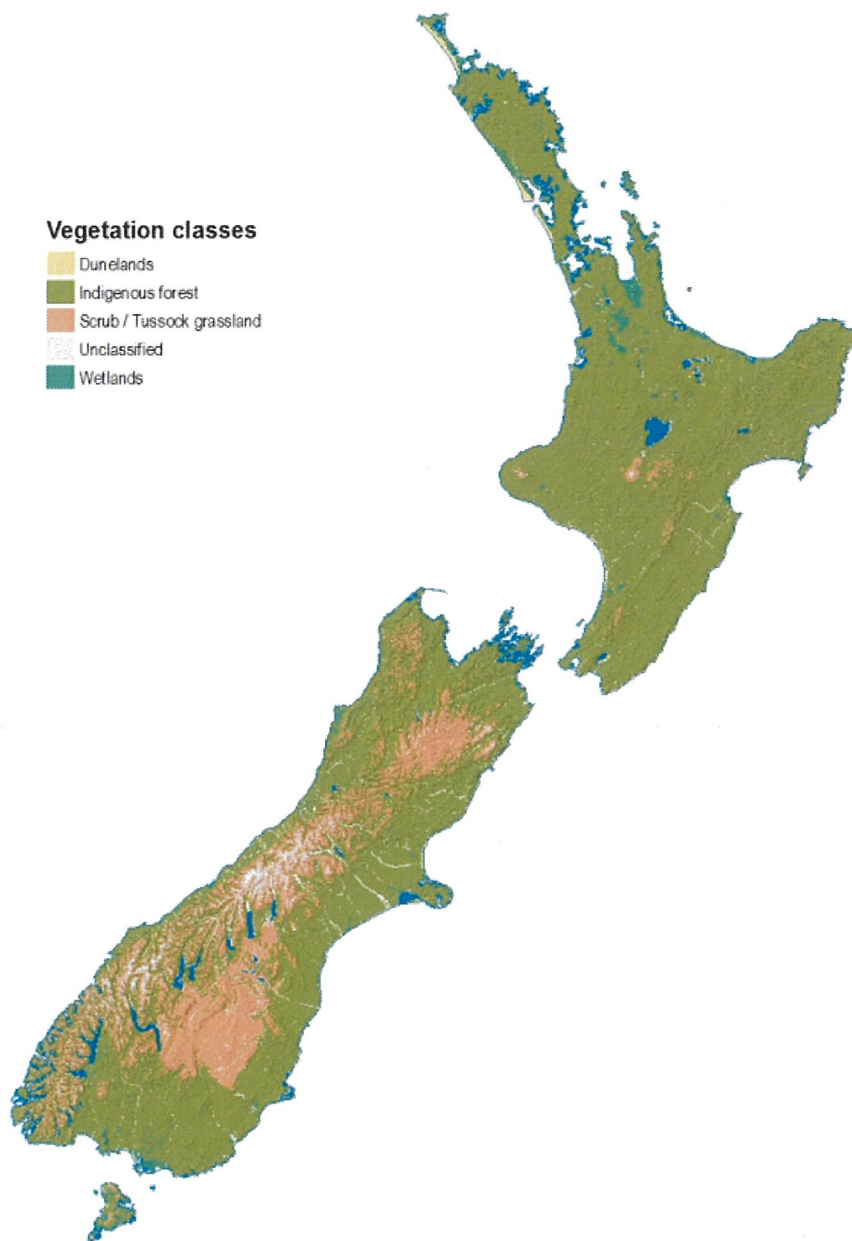 Vegetation classes
Dunelands
Indigenous forest
Scrub / Tussock grassland
Unclassified
Wetlands